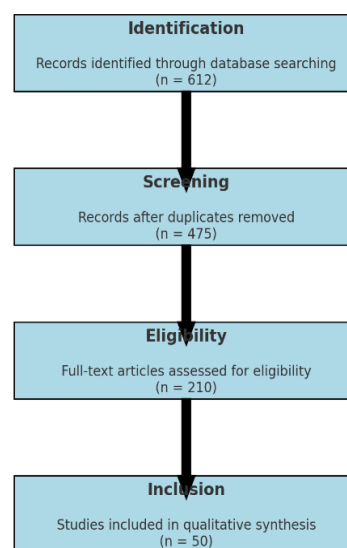 Identification
Records identified through database searching
(n = 612)
Screening
Records after duplicates removed
(n = 475)
Eligibility
Full-text articles assessed for eligibility
(n = 210)
Inclusion
Studies included in qualitative synthesis
(n = 50)